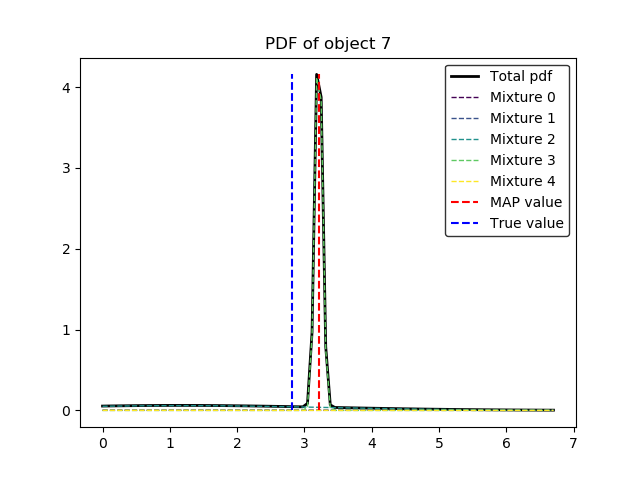 PDF of object 7
4
3
2
1
0
0 1 2 3 4 5 6 7
Total pdf
Mixture 0
Mixture 1
Mixture 2
Mixture 3
Mixture 4
MAP value
True value